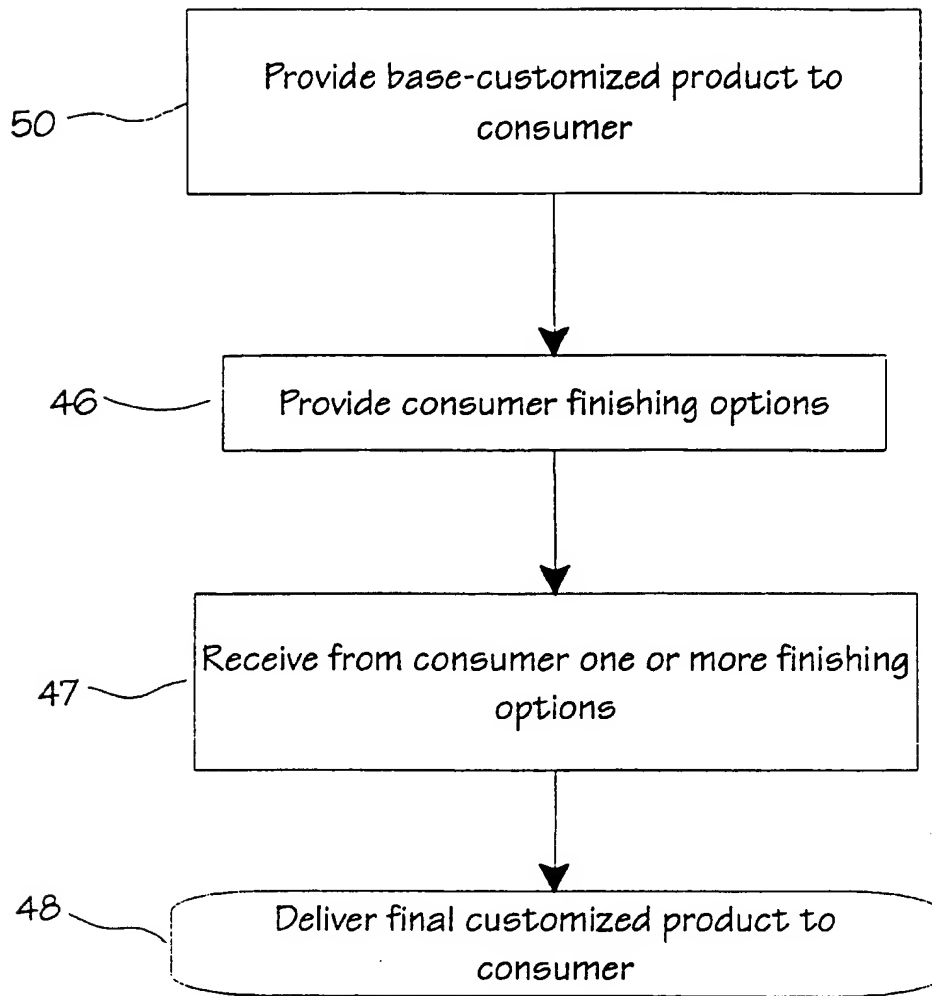 Provide base-customized product to
consumer
50
46
Provide consumer finishing options
Receive from consumer one or more finishing
options
47
48
Deliver final customized product to
consumer